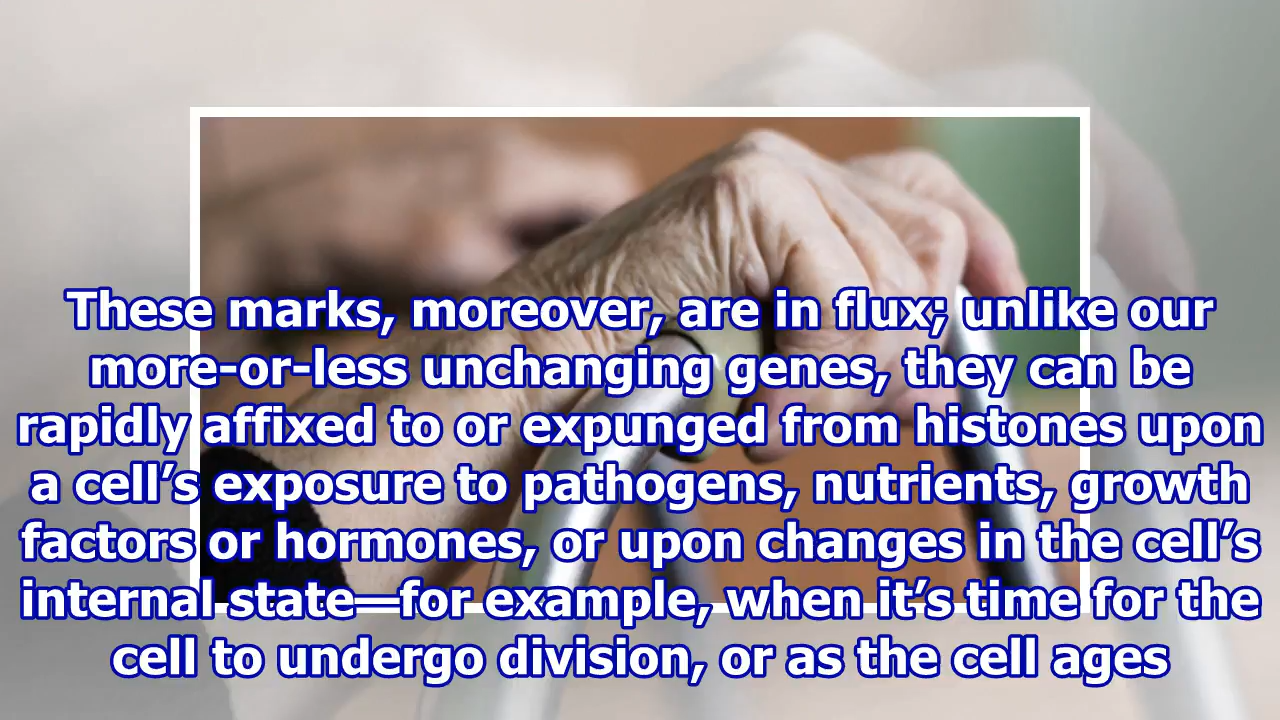 These marks, moreover, are in flux; unlike our
more-or-less unchanging genes, they can be
rapidly affixed to or expunged from histones upon
a cell’s exposure to pathogens, nutrients, growth
factors or hormones, or upon changes in the cell’s
internal state—for example, when it’s time for the
cell to undergo division, or as the cell ages